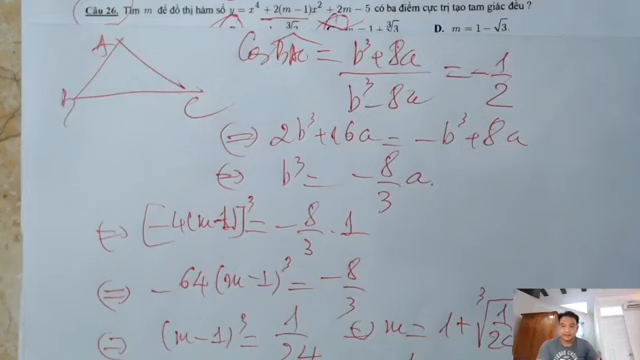 Câu 26. Tìm m để đồ thị hàm số y = x⁴ + 2(m−1)x² + 2m − 5 có ba điểm cực trị tạo tam giác đều ?
D. m = 1 − √3.
A
B
C
Cos BAC = (b³ + 8a)/(b³ − 8a) = −1/2
⇔ 2b³ + 16a = −b³ + 8a
⇔ b³ = −8/3 a.
⇔ [−4(m−1)]³ = −8/3 . 1
⇔ −64(m−1)³ = −8/3
(m−1)³ = 1/24 ⇔ m = 1 +